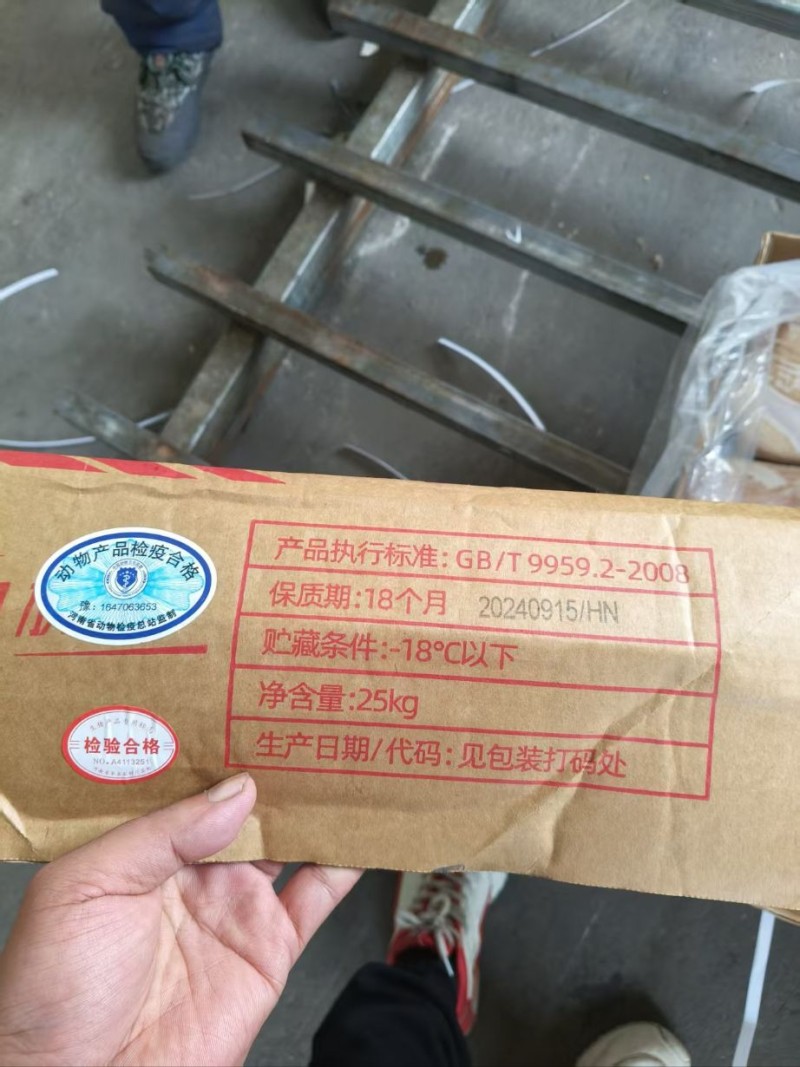 产品执行标准:GB/T 9959.2-2008
保质期:18个月 20240915/HN
贮藏条件:-18℃以下
净含量:25kg
生产日期/代码:见包装打码处
动物产品检疫合格
豫:1647063653
河南省动物检疫总站监制
检验合格
NO:A4113251